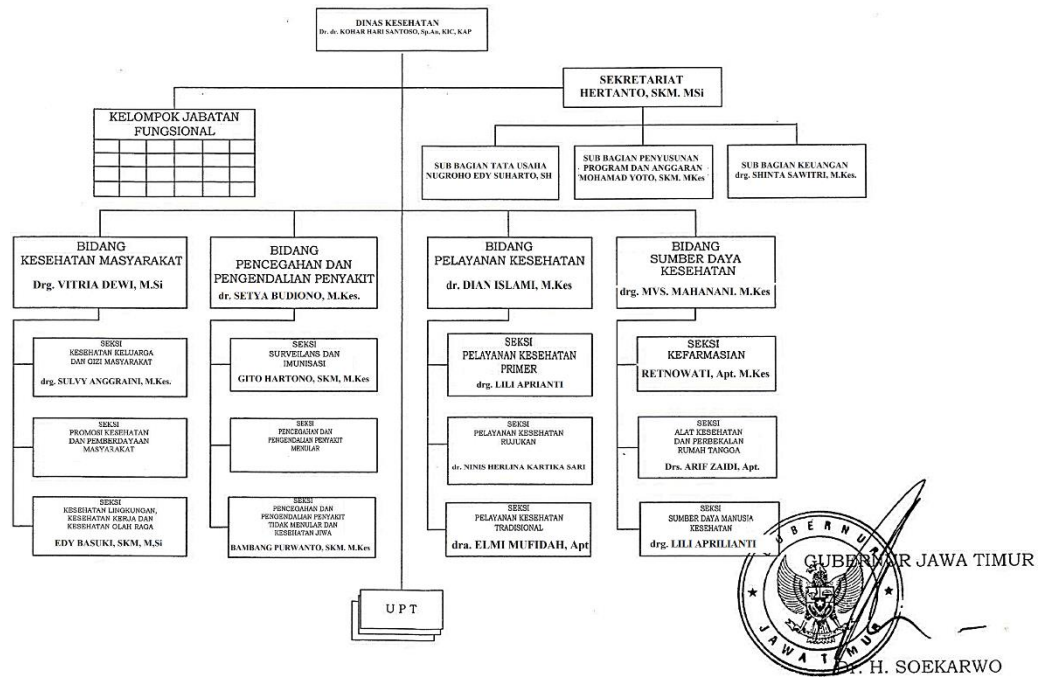 DINAS KESEHATAN
Dr. dr. KOHAR HARI SANTOSO, Sp.An, KIC, KAP
SEKRETARIAT
HERTANTO, SKM. MSi
KELOMPOK JABATAN
FUNGSIONAL
SUB BAGIAN TATA USAHA
NUGROHO EDY SUHARTO, SH
SUB BAGIAN PENYUSUNAN
PROGRAM DAN ANGGARAN
MOHAMAD YOTO, SKM. MKes
SUB BAGIAN KEUANGAN
drg. SHINTA SAWITRI, M.Kes.
BIDANG
KESEHATAN MASYARAKAT
Drg. VITRIA DEWI, M.Si
BIDANG
PENCEGAHAN DAN
PENGENDALIAN PENYAKIT
dr. SETYA BUDIONO, M.Kes.
BIDANG
PELAYANAN KESEHATAN
dr. DIAN ISLAMI, M.Kes
BIDANG
SUMBER DAYA
KESEHATAN
drg. MVS. MAHANANI. M.Kes
SEKSI
KESEHATAN KELUARGA
DAN GIZI MASYARAKAT
drg. SULVY ANGGRAINI, M.Kes.
SEKSI
SURVEILANS DAN
IMUNISASI
GITO HARTONO, SKM, M.Kes
SEKSI
PELAYANAN KESEHATAN
PRIMER
drg. LILI APRIANTI
SEKSI
KEFARMASIAN
RETNOWATI, Apt. M.Kes
SEKSI
PROMOSI KESEHATAN
DAN PEMBERDAYAAN
MASYARAKAT
SEKSI
PENCEGAHAN DAN
PENGENDALIAN PENYAKIT
MENULAR
SEKSI
PELAYANAN KESEHATAN
RUJUKAN
dr. NINIS HERLINA KARTIKA SARI
SEKSI
ALAT KESEHATAN
DAN PERBEKALAN
RUMAH TANGGA
Drs. ARIF ZAIDI, Apt.
SEKSI
KESEHATAN LINGKUNGAN,
KESEHATAN KERJA DAN
KESEHATAN OLAH RAGA
EDY BASUKI, SKM, M,Si
SEKSI
PENCEGAHAN DAN
PENGENDALIAN PENYAKIT
TIDAK MENULAR DAN
KESEHATAN JIWA
BAMBANG PURWANTO, SKM. M.Kes
SEKSI
PELAYANAN KESEHATAN
TRADISIONAL
dra. ELMI MUFIDAH, Apt
SEKSI
SUMBER DAYA MANUSIA
KESEHATAN
drg. LILI APRILIANTI
UPT
GUBERNUR
JAWA TIMUR
GUBERNUR JAWA TIMUR
Dr. H. SOEKARWO